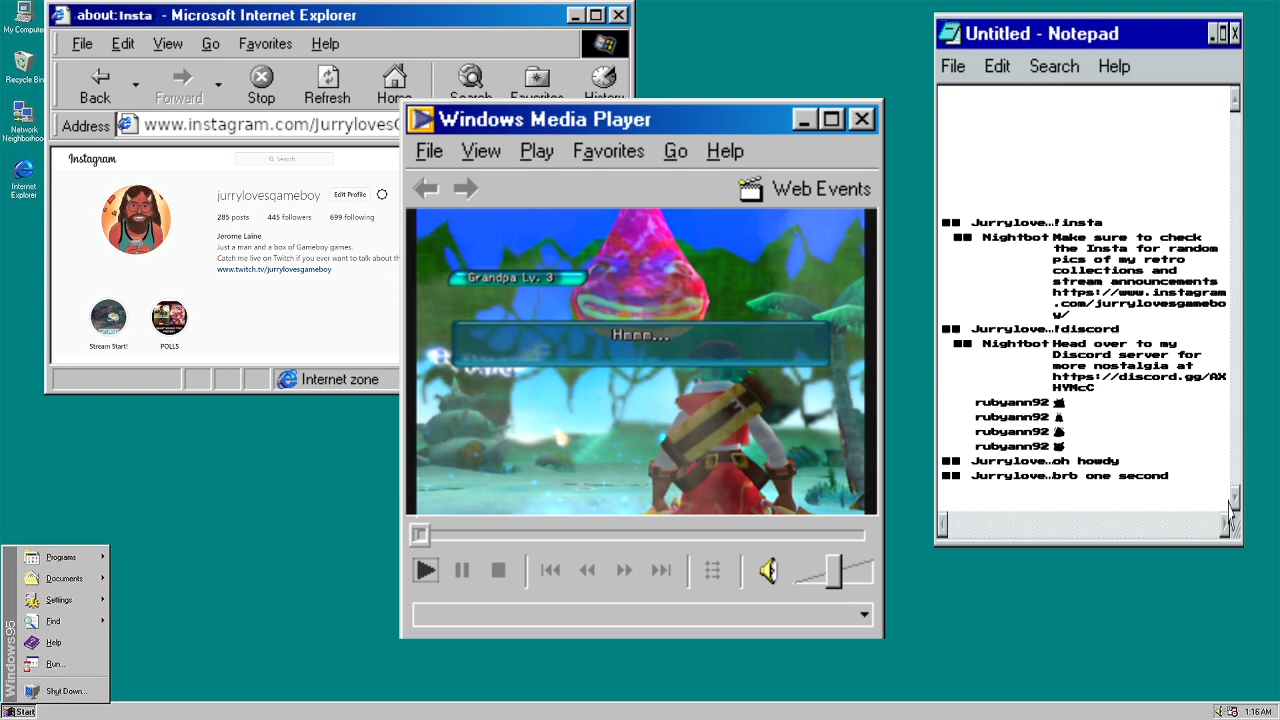 My Compute
Recycle Bin
Network
Neighborhoo
Internet
Explorer
about:Insta - Microsoft Internet Explorer
File Edit View Go Favorites Help
Back Forward Stop Refresh Home Search Favorites History
Address www.instagram.com/Jurryloves
Instagram
Search
jurrylovesgameboy Edit Profile
285 posts 445 followers 699 following
Jerome Laine
Just a man and a box of Gameboy games.
Catch me live on Twitch if you ever want to talk about th
www.twitch.tv/jurrylovesgameboy
Stream Start! POLLS
Internet zone
Windows Media Player
File View Play Favorites Go Help
Web Events
Grandpa Lv. 3
Hmmm...
Untitled - Notepad
File Edit Search Help
Jurrylove...!insta
Nightbot Make sure to check
the Insta for random
pics of my retro
collections and
stream announcements
https://www.instagram
.com/jurrylovesgamebo
y/
Jurrylove...!discord
Nightbot Head over to my
Discord server for
more nostalgia at
https://discord.gg/AX
HYMcC
rubyann92
rubyann92
rubyann92
rubyann92
Jurrylove...oh howdy
Jurrylove...brb one second
Programs
Documents
Settings
Find
Help
Run...
Shut Down...
Windows95
Start
1:16 AM